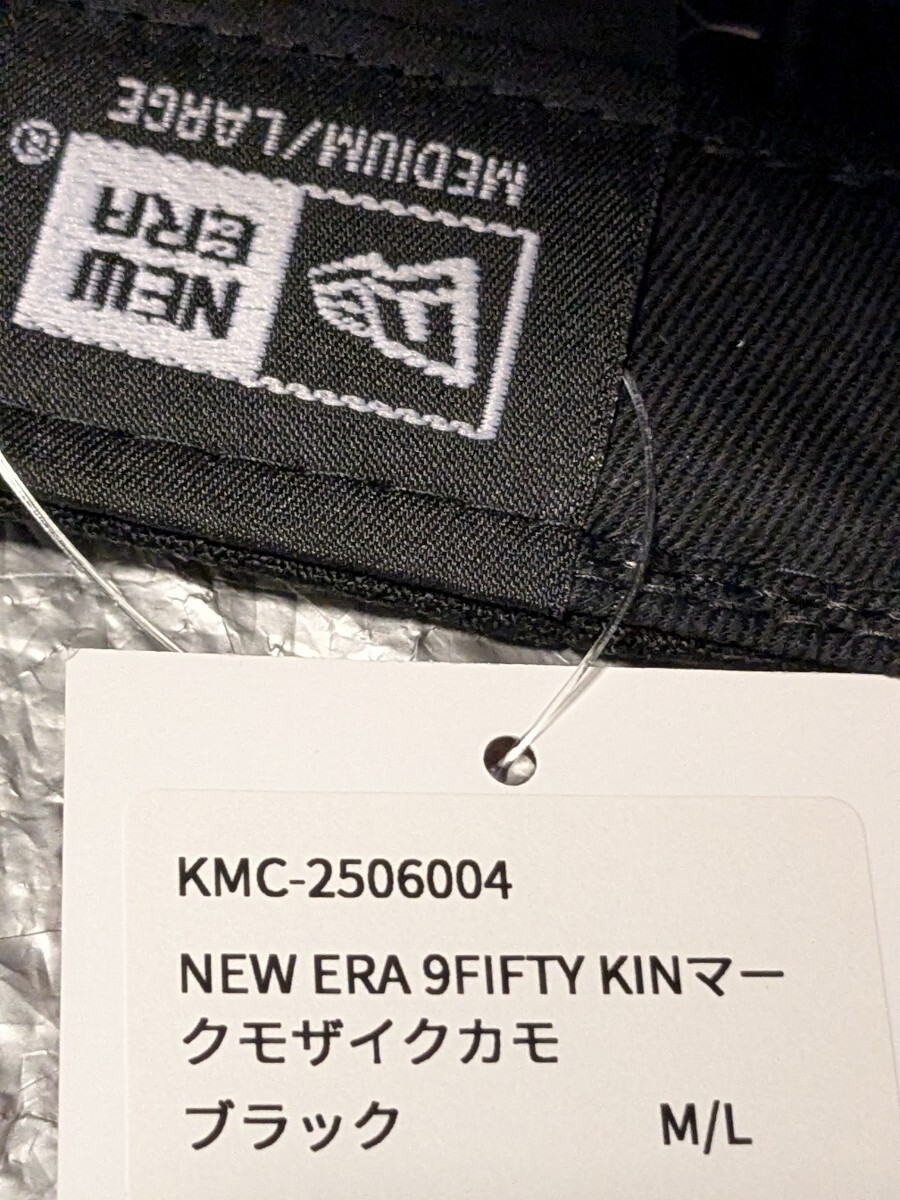 MEDIUM/LARGE
NEW
ERA
®
KMC-2506004
NEW ERA 9FIFTY KINマー
クモザイクカモ
ブラック M/L